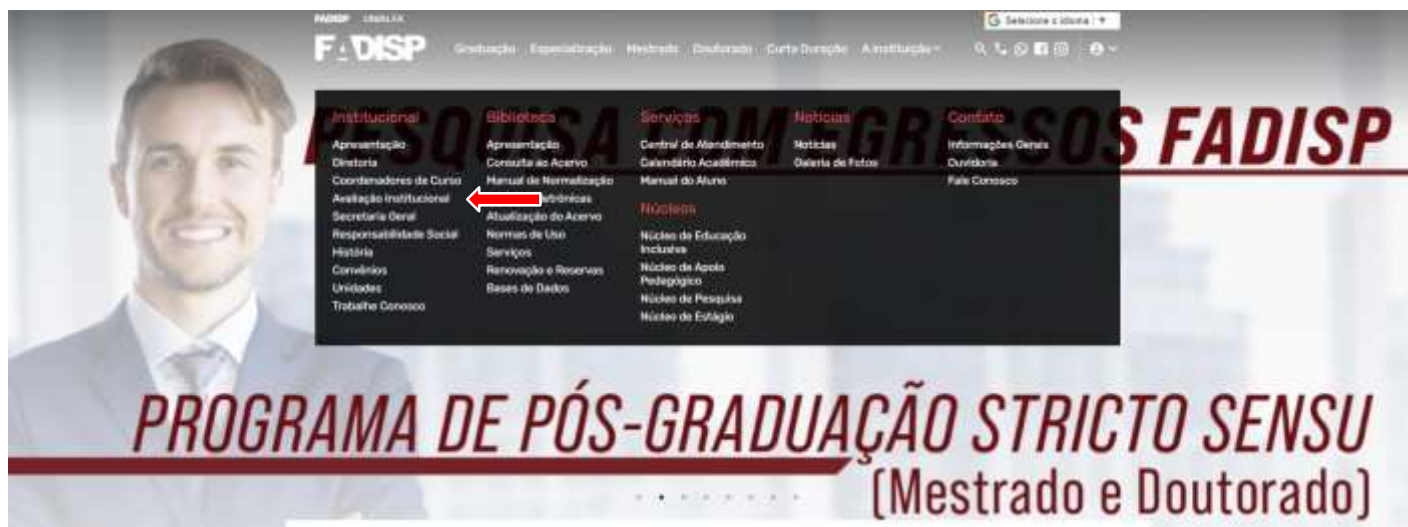 FADISP UNIALFA
Selecione o idioma
FADISP
Graduação Especialização Mestrado Doutorado Curta Duração A Instituição
PESQUISA COM EGRESSOS FADISP
Institucional
Apresentação
Diretoria
Coordenadores de Curso
Avaliação Institucional
Secretaria Geral
Responsabilidade Social
História
Convênios
Unidades
Trabalhe Conosco
Biblioteca
Apresentação
Consulta ao Acervo
Manual de Normalização
Atualização do Acervo
Normas de Uso
Serviços
Renovação e Reservas
Bases de Dados
Serviços
Central de Atendimento
Calendário Acadêmico
Manual do Aluno
Núcleos
Núcleo de Educação
Inclusiva
Núcleo de Apoio
Pedagógico
Núcleo de Pesquisa
Núcleo de Estágio
Notícias
Notícias
Galeria de Fotos
Contato
Informações Gerais
Ouvidoria
Fale Conosco
PROGRAMA DE PÓS-GRADUAÇÃO STRICTO SENSU
(Mestrado e Doutorado)